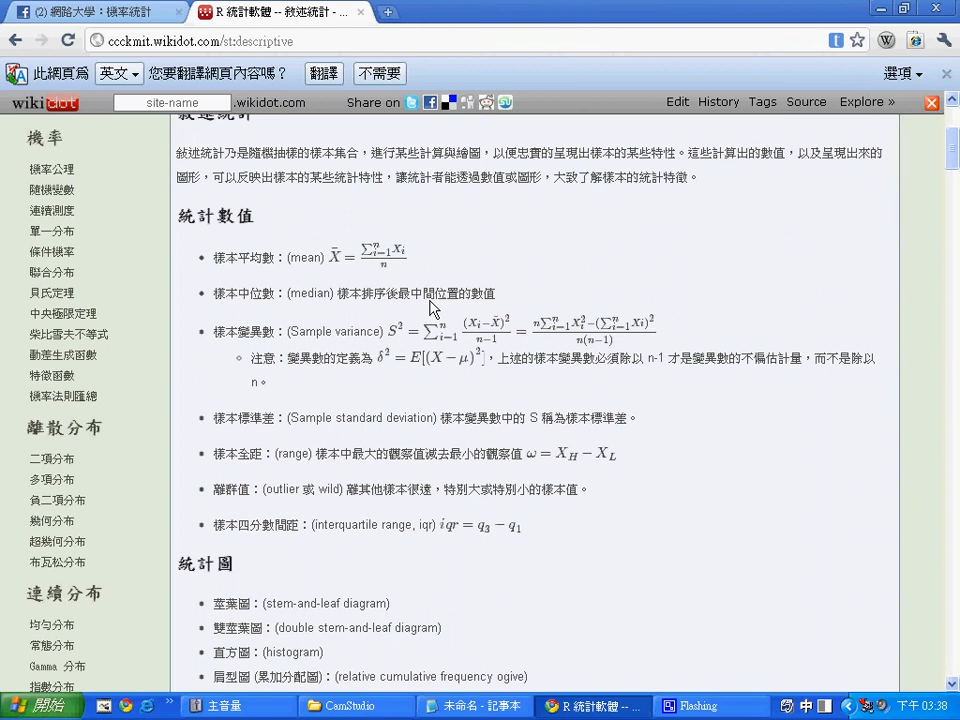 (2) 網路大學：機率統計
R 統計軟體 -- 敘述統計 - ...
ccckmit.wikidot.com/st:descriptive
此網頁為 英文 您要翻譯網頁內容嗎？ 翻譯 不需要 選項
wikidot site-name .wikidot.com Share on Edit History Tags Source Explore »
機率
機率公理
隨機變數
連續測度
單一分布
條件機率
聯合分布
貝氏定理
中央極限定理
柴比雪夫不等式
動差生成函數
特徵函數
機率法則匯總
離散分布
二項分布
多項分布
負二項分布
幾何分布
超幾何分布
布瓦松分布
連續分布
均勻分布
常態分布
Gamma 分布
指數分布
敘述統計
敘述統計乃是隨機抽樣的樣本集合，進行某些計算與繪圖，以便忠實的呈現出樣本的某些特性。這些計算出的數值，以及呈現出來的
圖形，可以反映出樣本的某些統計特性，讓統計者能透過數值或圖形，大致了解樣本的統計特徵。
統計數值
樣本平均數：(mean) X̄ = ∑ⁿᵢ₌₁Xᵢ / n
樣本中位數：(median) 樣本排序後最中間位置的數值
樣本變異數：(Sample variance) S² = ∑ⁿᵢ₌₁ (Xᵢ−X̄)² / n−1 = n∑ⁿᵢ₌₁Xᵢ²−(∑ⁿᵢ₌₁Xᵢ)² / n(n−1)
注意：變異數的定義為 δ² = E[(X − μ)²]，上述的樣本變異數必須除以 n-1 才是變異數的不偏估計量，而不是除以
n。
樣本標準差：(Sample standard deviation) 樣本變異數中的 S 稱為樣本標準差。
樣本全距：(range) 樣本中最大的觀察值減去最小的觀察值 ω = X_H − X_L
離群值：(outlier 或 wild) 離其他樣本很遠，特別大或特別小的樣本值。
樣本四分數間距：(interquartile range, iqr) iqr = q₃ − q₁
統計圖
莖葉圖：(stem-and-leaf diagram)
雙莖葉圖：(double stem-and-leaf diagram)
直方圖：(histogram)
肩型圖 (累加分配圖)：(relative cumulative frequency ogive)
開始 主音量 CamStudio 未命名 - 記事本 R 統計軟體 -- ... Flashing 中 下午 03:38